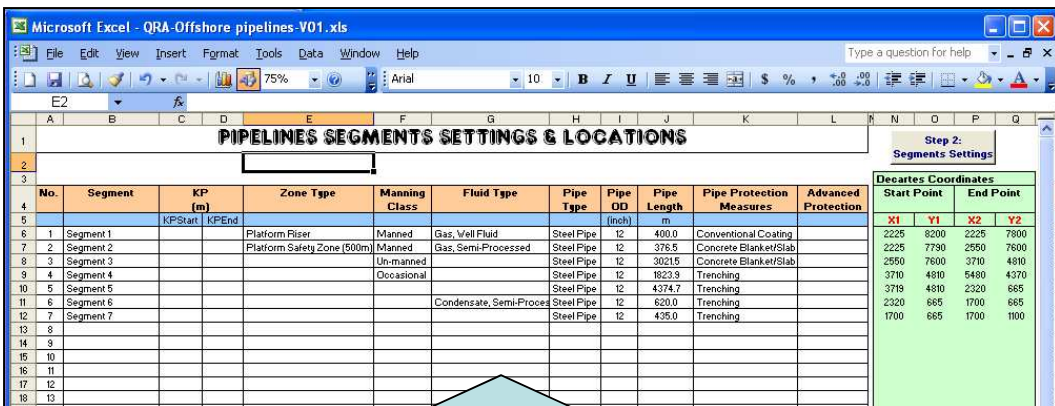 Microsoft Excel - QRA-Offshore pipelines-V01.xls
File Edit View Insert Format Tools Data Window Help Type a question for help
75% Arial 10 B I U $ % ,
E2 fx
A B C D E F G H I J K L N O P Q
1 PIPELINES SEGMENTS SETTINGS & LOCATIONS Step 2: Segments Settings
2
3 Decartes Coordinates
4 No. Segment KP (m) Zone Type Manning Class Fluid Type Pipe Type Pipe OD Pipe Length Pipe Protection Measures Advanced Protection Start Point End Point
5 KPStart KPEnd (inch) m X1 Y1 X2 Y2
6 1 Segment 1 Platform Riser Manned Gas, Well Fluid Steel Pipe 12 400.0 Conventional Coating 2225 8200 2225 7800
7 2 Segment 2 Platform Safety Zone (500m) Manned Gas, Semi-Processed Steel Pipe 12 376.5 Concrete Blanket/Slab 2225 7790 2550 7600
8 3 Segment 3 Un-manned Steel Pipe 12 3021.5 Concrete Blanket/Slab 2550 7600 3710 4810
9 4 Segment 4 Occasional Steel Pipe 12 1823.9 Trenching 3710 4810 5480 4370
10 5 Segment 5 Steel Pipe 12 4374.7 Trenching 3719 4810 2320 665
11 6 Segment 6 Condensate, Semi-Proces Steel Pipe 12 620.0 Trenching 2320 665 1700 665
12 7 Segment 7 Steel Pipe 12 435.0 Trenching 1700 665 1700 1100
13 8
14 9
15 10
16 11
17 12
18 13